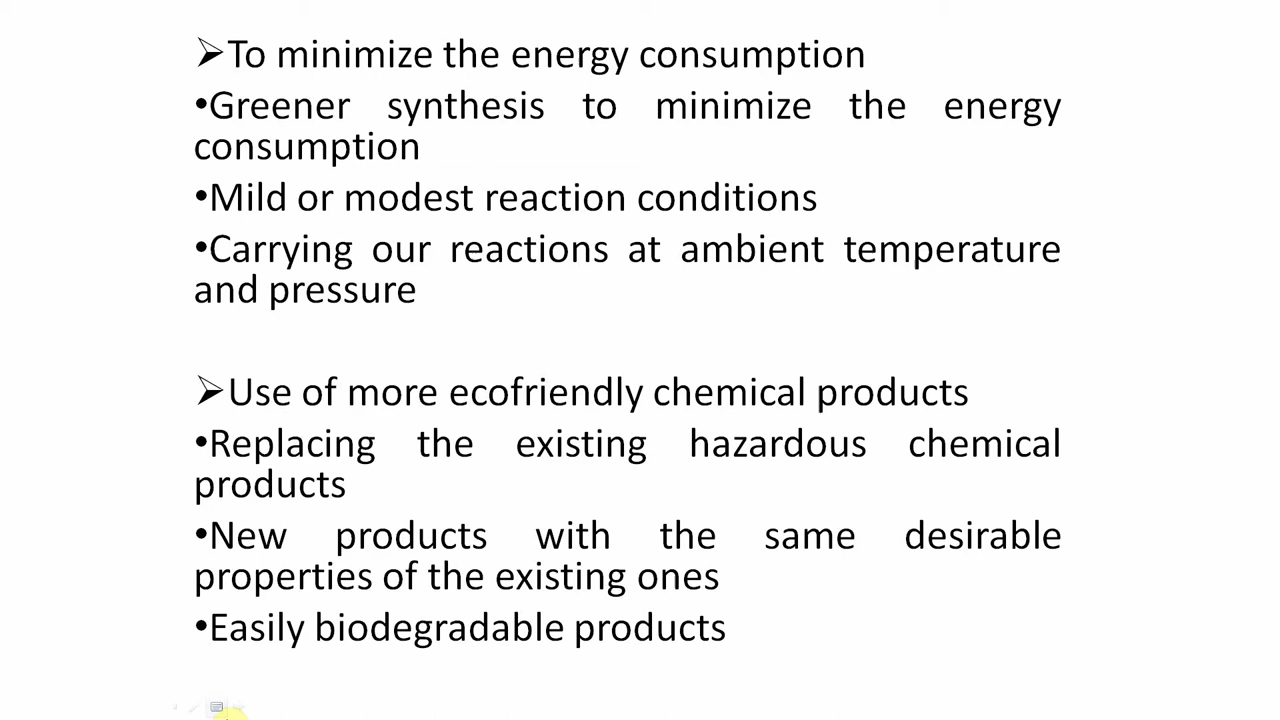 ➢To minimize the energy consumption
•Greener synthesis to minimize the energy
consumption
•Mild or modest reaction conditions
•Carrying our reactions at ambient temperature
and pressure
➢Use of more ecofriendly chemical products
•Replacing the existing hazardous chemical
products
•New products with the same desirable
properties of the existing ones
•Easily biodegradable products